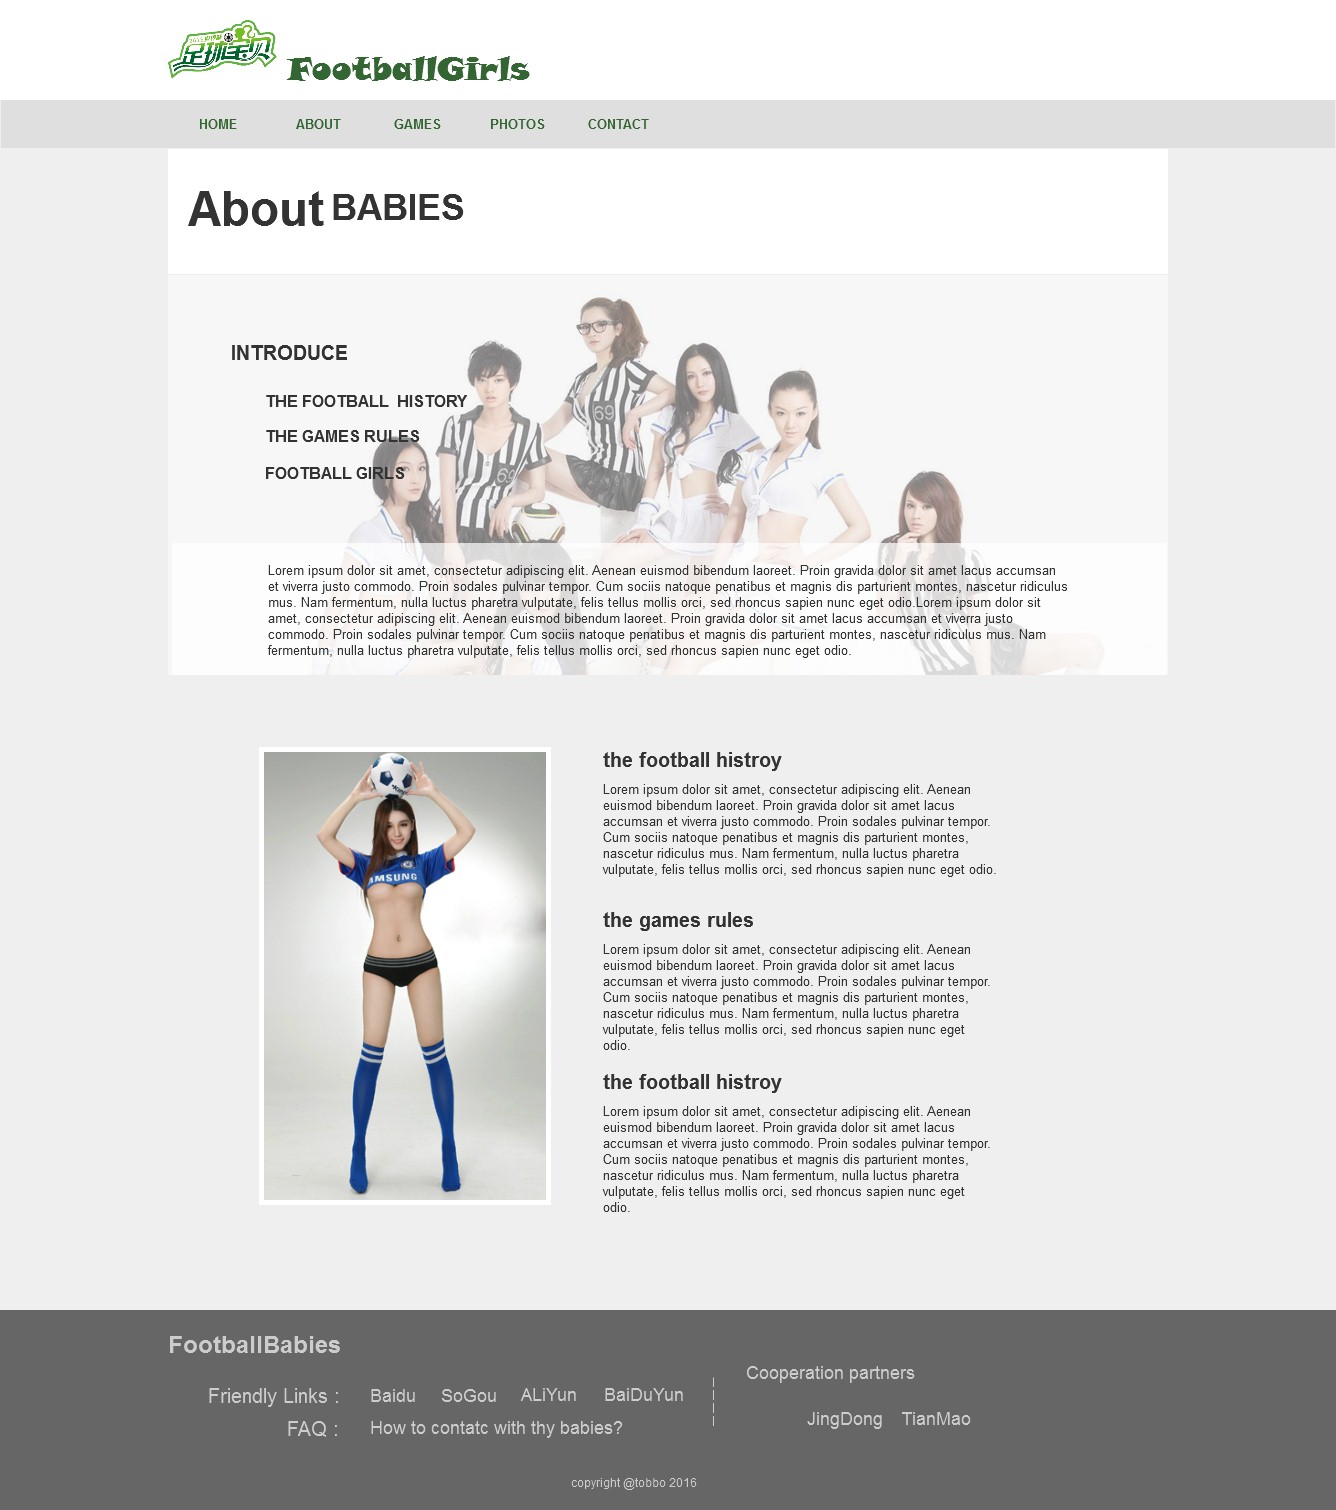 足球宝贝
FootballGirls
HOME ABOUT GAMES PHOTOS CONTACT
About BABIES
INTRODUCE
THE FOOTBALL HISTORY
THE GAMES RULES
FOOTBALL GIRLS
69
69
Lorem ipsum dolor sit amet, consectetur adipiscing elit. Aenean euismod bibendum laoreet. Proin gravida dolor sit amet lacus accumsan
et viverra justo commodo. Proin sodales pulvinar tempor. Cum sociis natoque penatibus et magnis dis parturient montes, nascetur ridiculus
mus. Nam fermentum, nulla luctus pharetra vulputate, felis tellus mollis orci, sed rhoncus sapien nunc eget odio.Lorem ipsum dolor sit
amet, consectetur adipiscing elit. Aenean euismod bibendum laoreet. Proin gravida dolor sit amet lacus accumsan et viverra justo
commodo. Proin sodales pulvinar tempor. Cum sociis natoque penatibus et magnis dis parturient montes, nascetur ridiculus mus. Nam
fermentum, nulla luctus pharetra vulputate, felis tellus mollis orci, sed rhoncus sapien nunc eget odio.
AMSUNG
the football histroy
Lorem ipsum dolor sit amet, consectetur adipiscing elit. Aenean
euismod bibendum laoreet. Proin gravida dolor sit amet lacus
accumsan et viverra justo commodo. Proin sodales pulvinar tempor.
Cum sociis natoque penatibus et magnis dis parturient montes,
nascetur ridiculus mus. Nam fermentum, nulla luctus pharetra
vulputate, felis tellus mollis orci, sed rhoncus sapien nunc eget odio.
the games rules
Lorem ipsum dolor sit amet, consectetur adipiscing elit. Aenean
euismod bibendum laoreet. Proin gravida dolor sit amet lacus
accumsan et viverra justo commodo. Proin sodales pulvinar tempor.
Cum sociis natoque penatibus et magnis dis parturient montes,
nascetur ridiculus mus. Nam fermentum, nulla luctus pharetra
vulputate, felis tellus mollis orci, sed rhoncus sapien nunc eget
odio.
the football histroy
Lorem ipsum dolor sit amet, consectetur adipiscing elit. Aenean
euismod bibendum laoreet. Proin gravida dolor sit amet lacus
accumsan et viverra justo commodo. Proin sodales pulvinar tempor.
Cum sociis natoque penatibus et magnis dis parturient montes,
nascetur ridiculus mus. Nam fermentum, nulla luctus pharetra
vulputate, felis tellus mollis orci, sed rhoncus sapien nunc eget
odio.
FootballBabies
Friendly Links : Baidu SoGou ALiYun BaiDuYun
FAQ : How to contatc with thy babies?
Cooperation partners
JingDong TianMao
copyright @tobbo 2016